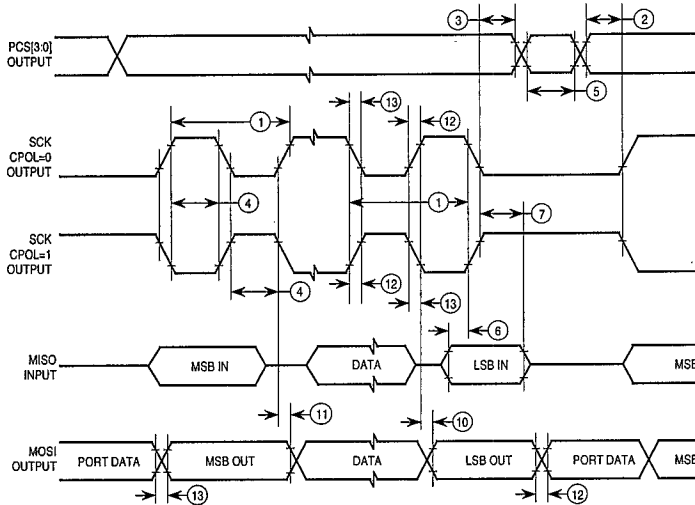 3
2
PCS[3:0]
OUTPUT
5
13
12
1
SCK
CPOL=0
OUTPUT
4
1
7
SCK
CPOL=1
OUTPUT
4
12
13
6
MISO
INPUT
MSB IN
DATA
LSB IN
MSB
11
10
MOSI
OUTPUT
PORT DATA
MSB OUT
DATA
LSB OUT
PORT DATA
MSB
13
12